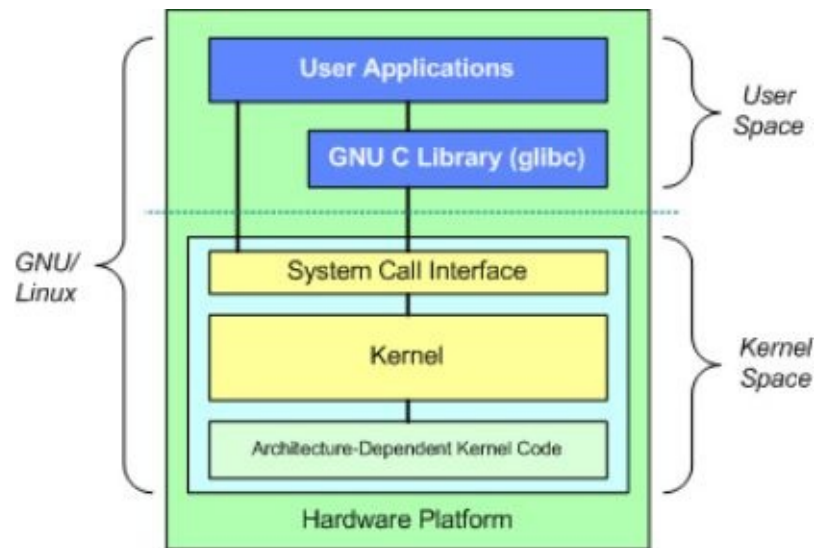 User Applications
GNU C Library (glibc)
User
Space
GNU/
Linux
System Call Interface
Kernel
Kernel
Space
Architecture-Dependent Kernel Code
Hardware Platform